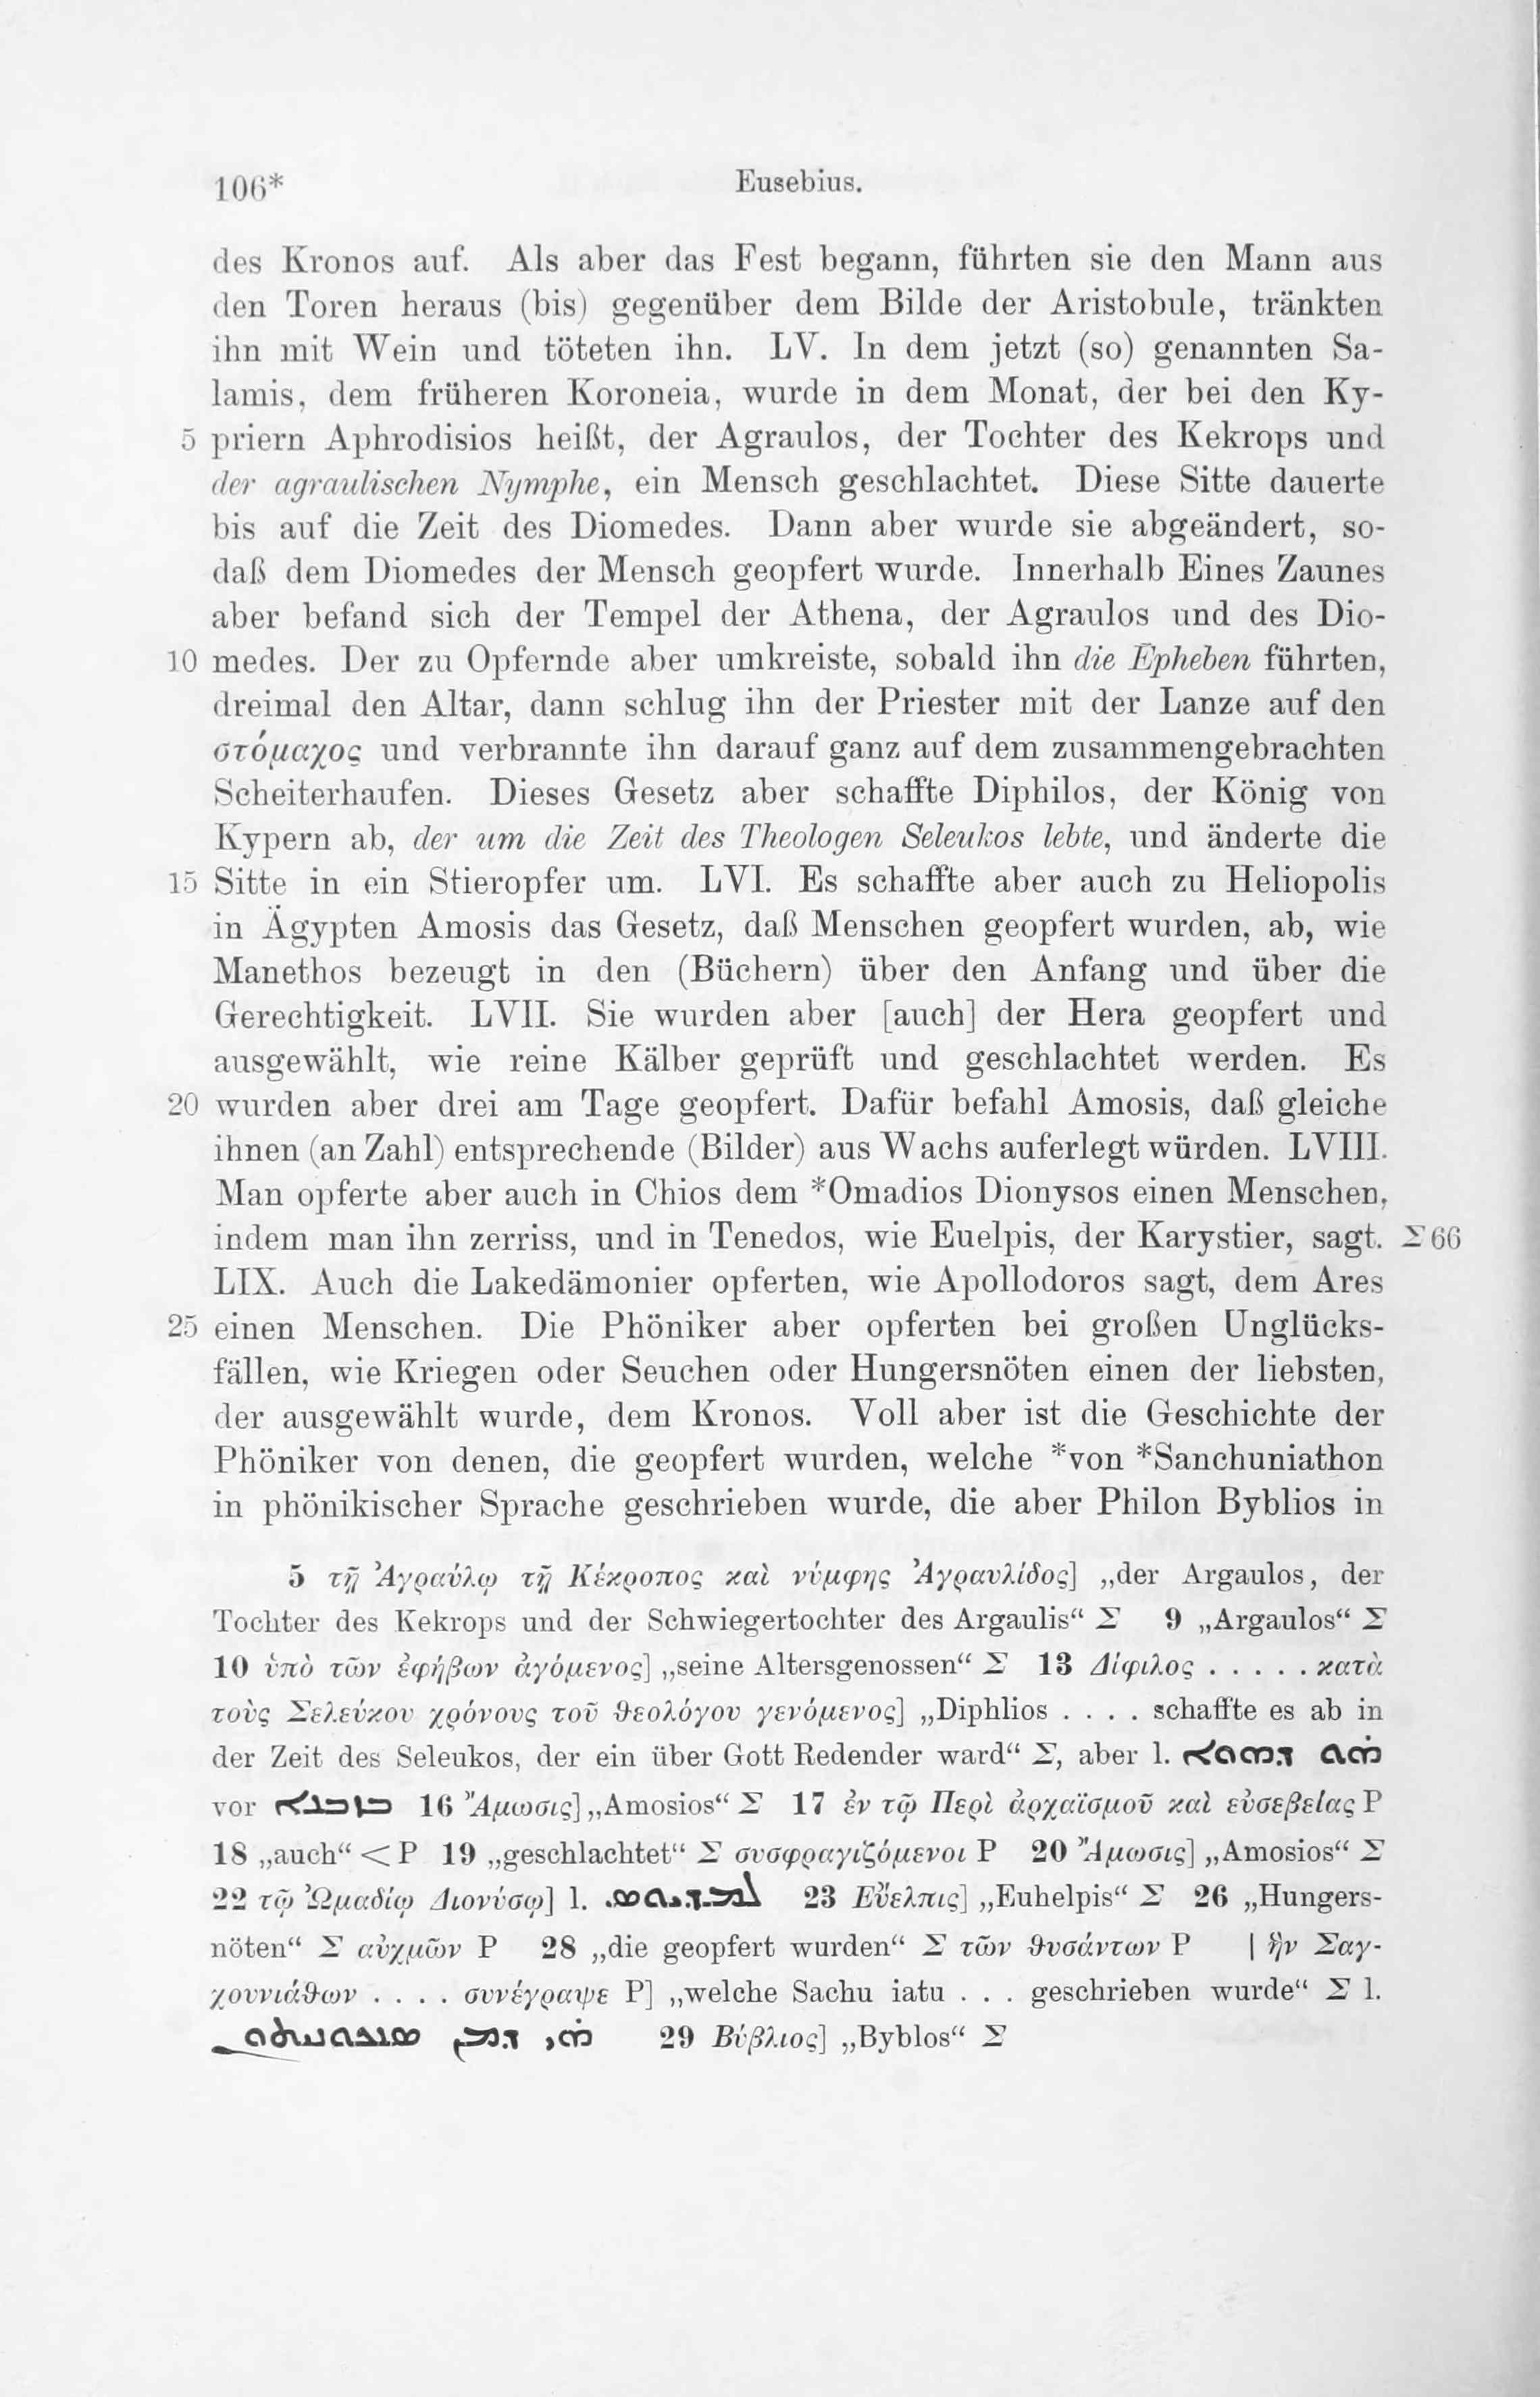 106*
Eusebius.
des Kronos auf. Als aber das Fest begann, führten sie den Mann aus
den Toren heraus (bis) gegenüber dem Bilde der Aristobule, tränkten
ihn mit Wein und töteten ihn. LV. In dem jetzt (so) genannten Sa-
lamis, dem früheren Koroneia, wurde in dem Monat, der bei den Ky-
5 priern Aphrodisios heißt, der Agraulos, der Tochter des Kekrops und
der agraulischen Nymphe, ein Mensch geschlachtet. Diese Sitte dauerte
bis auf die Zeit des Diomedes. Dann aber wurde sie abgeändert, so-
daß dem Diomedes der Mensch geopfert wurde. Innerhalb Eines Zaunes
aber befand sich der Tempel der Athena, der Agraulos und des Dio-
10 medes. Der zu Opfernde aber umkreiste, sobald ihn die Epheben führten,
dreimal den Altar, dann schlug ihn der Priester mit der Lanze auf den
στόμαχος und verbrannte ihn darauf ganz auf dem zusammengebrachten
Scheiterhaufen. Dieses Gesetz aber schaffte Diphilos, der König von
Kypern ab, der um die Zeit des Theologen Seleukos lebte, und änderte die
15 Sitte in ein Stieropfer um. LVI. Es schaffte aber auch zu Heliopolis
in Ägypten Amosis das Gesetz, daß Menschen geopfert wurden, ab, wie
Manethos bezeugt in den (Büchern) über den Anfang und über die
Gerechtigkeit. LVII. Sie wurden aber [auch] der Hera geopfert und
ausgewählt, wie reine Kälber geprüft und geschlachtet werden. Es
20 wurden aber drei am Tage geopfert. Dafür befahl Amosis, daß gleiche
ihnen (an Zahl) entsprechende (Bilder) aus Wachs auferlegt würden. LVIII.
Man opferte aber auch in Chios dem *Omadios Dionysos einen Menschen,
indem man ihn zerriss, und in Tenedos, wie Euelpis, der Karystier, sagt. Σ 66
LIX. Auch die Lakedämonier opferten, wie Apollodoros sagt, dem Ares
25 einen Menschen. Die Phöniker aber opferten bei großen Unglücks-
fällen, wie Kriegen oder Seuchen oder Hungersnöten einen der liebsten,
der ausgewählt wurde, dem Kronos. Voll aber ist die Geschichte der
Phöniker von denen, die geopfert wurden, welche *von *Sanchuniathon
in phönikischer Sprache geschrieben wurde, die aber Philon Byblios in
5 τῇ Ἀγραύλῳ τῇ Κέκροπος καὶ νύμφης Ἀγραυλίδος] „der Argaulos, der
Tochter des Kekrops und der Schwiegertochter des Argaulis“ Σ 9 „Argaulos“ Σ
10 ὑπὸ τῶν ἐφήβων ἀγόμενος] „seine Altersgenossen“ Σ 13 Δίφιλος . . . . . κατὰ
τοὺς Σελεύκου χρόνους τοῦ θεολόγου γενόμενος] „Diphlios . . . . schaffte es ab in
der Zeit des Seleukos, der ein über Gott Redender ward“ Σ, aber l. ܗܘ ܕܗܘܐ
vor 16 Ἄμωσις] „Amosios“ Σ 17 ἐν τῷ Περὶ ἀρχαϊσμοῦ καὶ εὐσεβείας P
18 „auch“ < P 19 „geschlachtet“ Σ συσφραγιζόμενοι P 20 Ἄμωσις] „Amosios“ Σ
22 τῷ Ὠμαδίῳ Διονύσῳ] l. 23 Εὔελπις] „Euhelpis“ Σ 26 „Hungers-
nöten“ Σ αὐχμῶν P 28 „die geopfert wurden“ Σ τῶν θυσάντων P | ἣν Σαγ-
χουνιάθων . . . . συνέγραψε P] „welche Sachu iatu . . . geschrieben wurde“ Σ l.
29 Βύβλιος] „Byblos“ Σ